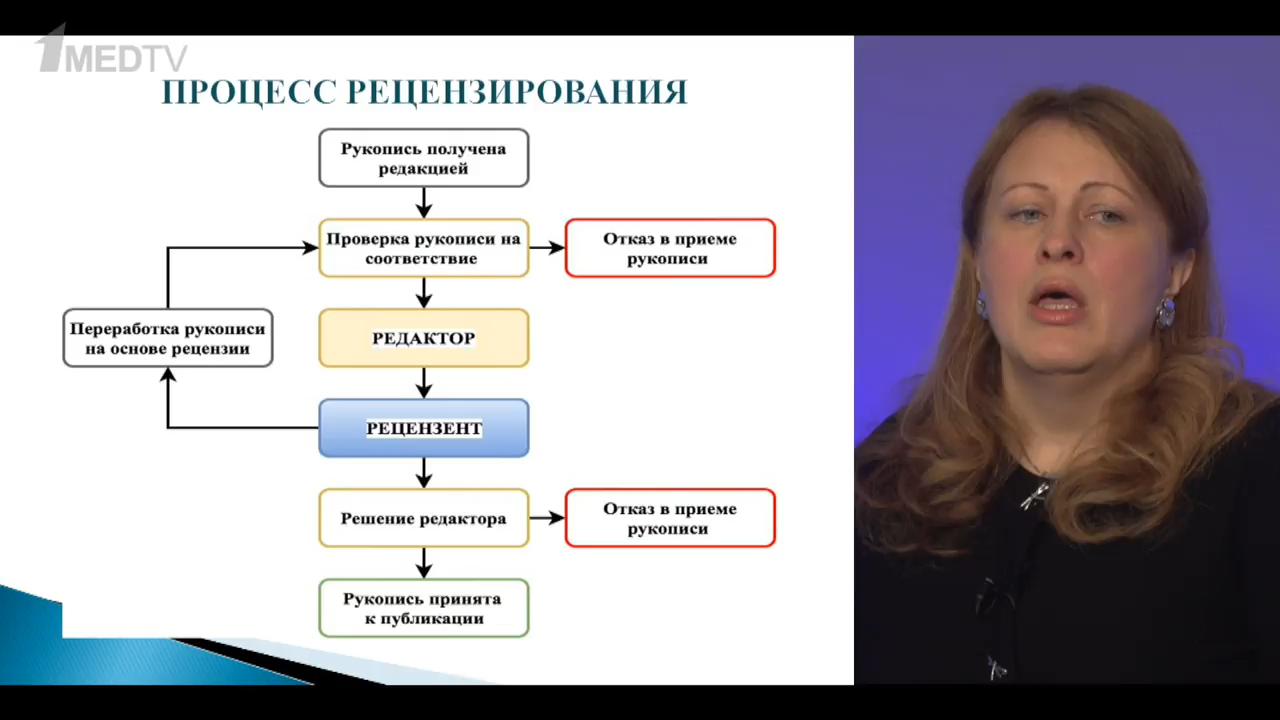 1MEDTV
ПРОЦЕСС РЕЦЕНЗИРОВАНИЯ
Рукопись получена
редакцией
Проверка рукописи на
соответствие
Отказ в приеме
рукописи
Переработка рукописи
на основе рецензии
РЕДАКТОР
РЕЦЕНЗЕНТ
Решение редактора
Отказ в приеме
рукописи
Рукопись принята
к публикации